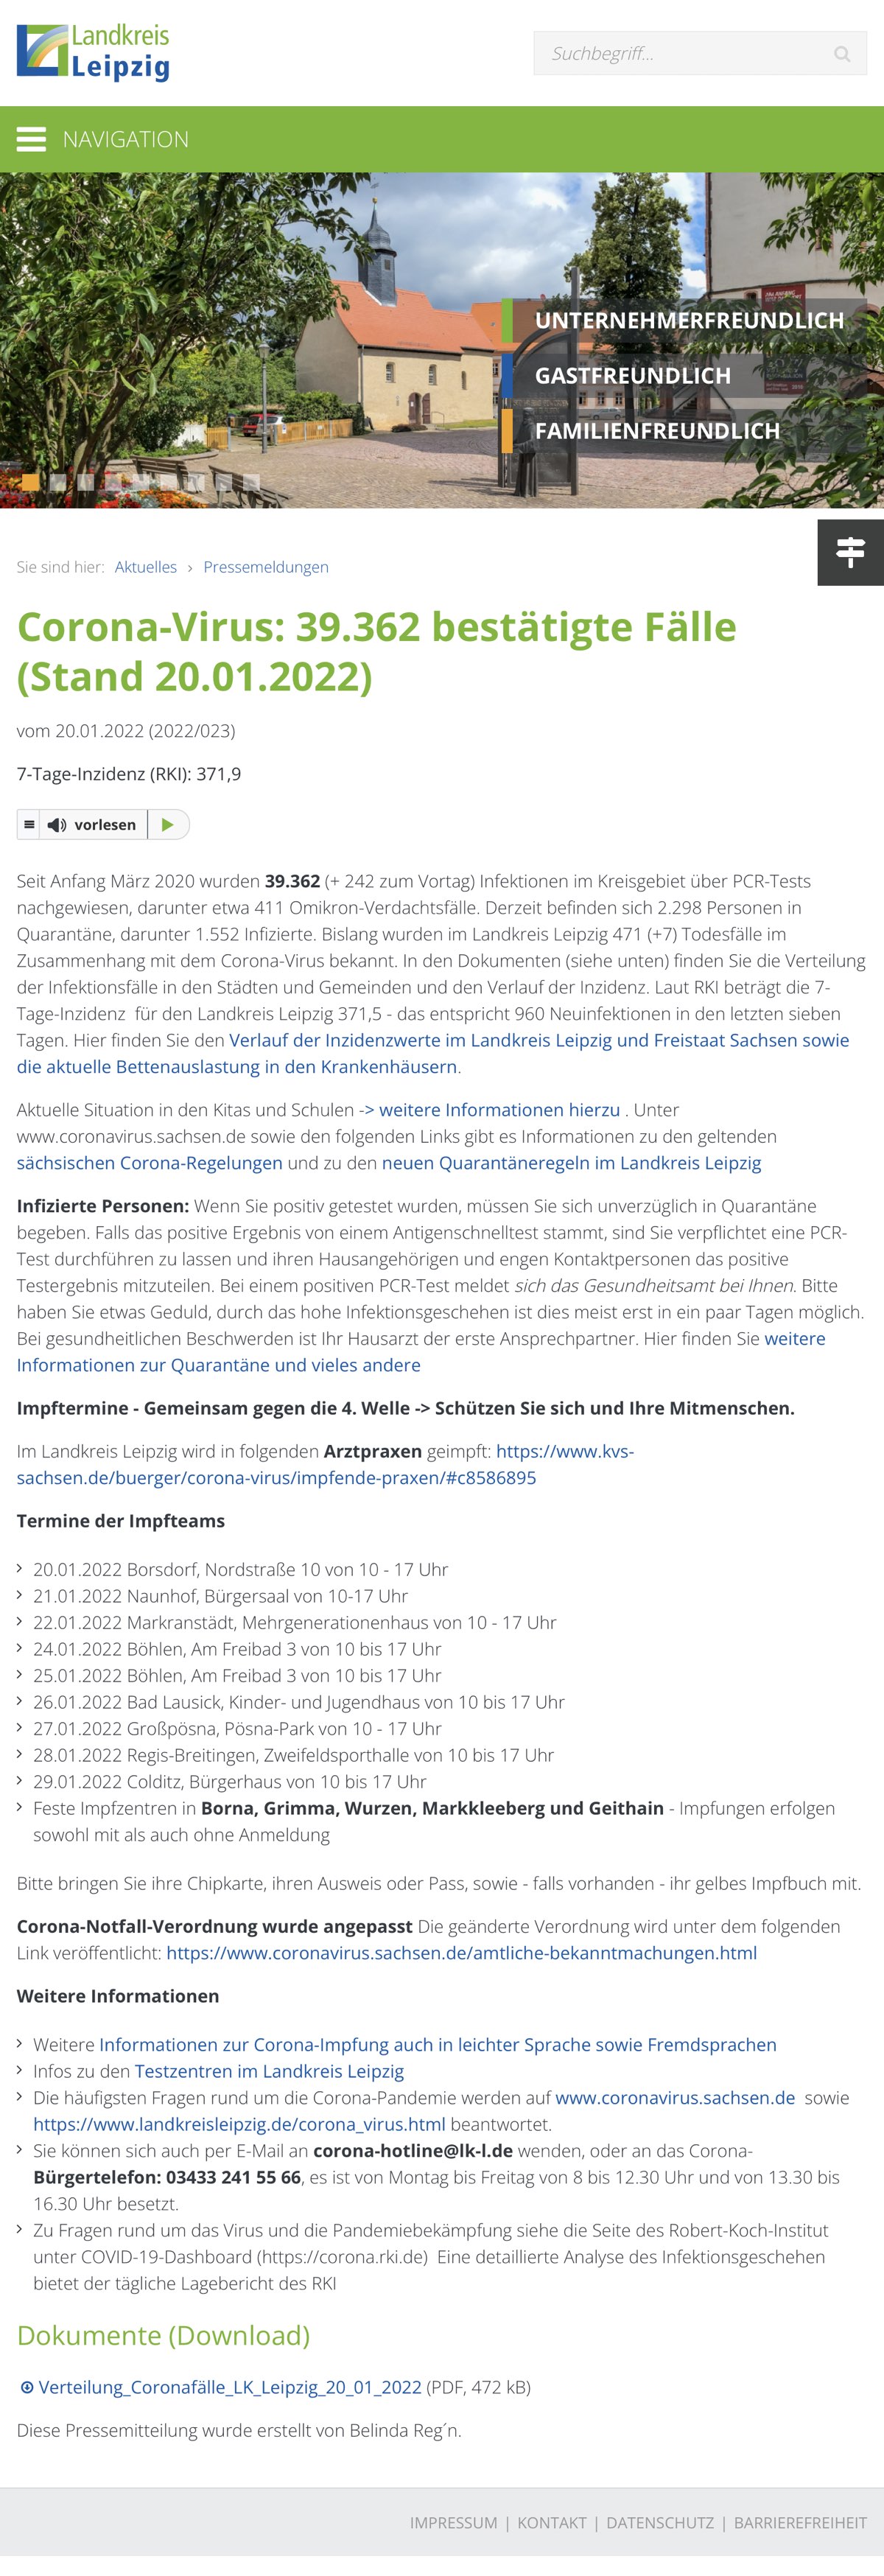 Landkreis
Leipzig
Suchbegriff...
NAVIGATION
UNTERNEHMERFREUNDLICH
GASTFREUNDLICH
FAMILIENFREUNDLICH
Sie sind hier: Aktuelles › Pressemeldungen
Corona-Virus: 39.362 bestätigte Fälle
(Stand 20.01.2022)
vom 20.01.2022 (2022/023)
7-Tage-Inzidenz (RKI): 371,9
vorlesen
Seit Anfang März 2020 wurden 39.362 (+ 242 zum Vortag) Infektionen im Kreisgebiet über PCR-Tests
nachgewiesen, darunter etwa 411 Omikron-Verdachtsfälle. Derzeit befinden sich 2.298 Personen in
Quarantäne, darunter 1.552 Infizierte. Bislang wurden im Landkreis Leipzig 471 (+7) Todesfälle im
Zusammenhang mit dem Corona-Virus bekannt. In den Dokumenten (siehe unten) finden Sie die Verteilung
der Infektionsfälle in den Städten und Gemeinden und den Verlauf der Inzidenz. Laut RKI beträgt die 7-
Tage-Inzidenz  für den Landkreis Leipzig 371,5 - das entspricht 960 Neuinfektionen in den letzten sieben
Tagen. Hier finden Sie den Verlauf der Inzidenzwerte im Landkreis Leipzig und Freistaat Sachsen sowie
die aktuelle Bettenauslastung in den Krankenhäusern.
Aktuelle Situation in den Kitas und Schulen -> weitere Informationen hierzu . Unter
www.coronavirus.sachsen.de sowie den folgenden Links gibt es Informationen zu den geltenden
sächsischen Corona-Regelungen und zu den neuen Quarantäneregeln im Landkreis Leipzig
Infizierte Personen: Wenn Sie positiv getestet wurden, müssen Sie sich unverzüglich in Quarantäne
begeben. Falls das positive Ergebnis von einem Antigenschnelltest stammt, sind Sie verpflichtet eine PCR-
Test durchführen zu lassen und ihren Hausangehörigen und engen Kontaktpersonen das positive
Testergebnis mitzuteilen. Bei einem positiven PCR-Test meldet sich das Gesundheitsamt bei Ihnen. Bitte
haben Sie etwas Geduld, durch das hohe Infektionsgeschehen ist dies meist erst in ein paar Tagen möglich.
Bei gesundheitlichen Beschwerden ist Ihr Hausarzt der erste Ansprechpartner. Hier finden Sie weitere
Informationen zur Quarantäne und vieles andere
Impftermine - Gemeinsam gegen die 4. Welle -> Schützen Sie sich und Ihre Mitmenschen.
Im Landkreis Leipzig wird in folgenden Arztpraxen geimpft: https://www.kvs-
sachsen.de/buerger/corona-virus/impfende-praxen/#c8586895
Termine der Impfteams
20.01.2022 Borsdorf, Nordstraße 10 von 10 - 17 Uhr
21.01.2022 Naunhof, Bürgersaal von 10-17 Uhr
22.01.2022 Markranstädt, Mehrgenerationenhaus von 10 - 17 Uhr
24.01.2022 Böhlen, Am Freibad 3 von 10 bis 17 Uhr
25.01.2022 Böhlen, Am Freibad 3 von 10 bis 17 Uhr
26.01.2022 Bad Lausick, Kinder- und Jugendhaus von 10 bis 17 Uhr
27.01.2022 Großpösna, Pösna-Park von 10 - 17 Uhr
28.01.2022 Regis-Breitingen, Zweifeldsporthalle von 10 bis 17 Uhr
29.01.2022 Colditz, Bürgerhaus von 10 bis 17 Uhr
Feste Impfzentren in Borna, Grimma, Wurzen, Markkleeberg und Geithain - Impfungen erfolgen
sowohl mit als auch ohne Anmeldung
Bitte bringen Sie ihre Chipkarte, ihren Ausweis oder Pass, sowie - falls vorhanden - ihr gelbes Impfbuch mit.
Corona-Notfall-Verordnung wurde angepasst Die geänderte Verordnung wird unter dem folgenden
Link veröffentlicht: https://www.coronavirus.sachsen.de/amtliche-bekanntmachungen.html
Weitere Informationen
Weitere Informationen zur Corona-Impfung auch in leichter Sprache sowie Fremdsprachen
Infos zu den Testzentren im Landkreis Leipzig
Die häufigsten Fragen rund um die Corona-Pandemie werden auf www.coronavirus.sachsen.de  sowie
https://www.landkreisleipzig.de/corona_virus.html beantwortet.
Sie können sich auch per E-Mail an corona-hotline@lk-l.de wenden, oder an das Corona-
Bürgertelefon: 03433 241 55 66, es ist von Montag bis Freitag von 8 bis 12.30 Uhr und von 13.30 bis
16.30 Uhr besetzt.
Zu Fragen rund um das Virus und die Pandemiebekämpfung siehe die Seite des Robert-Koch-Institut
unter COVID-19-Dashboard (https://corona.rki.de)  Eine detaillierte Analyse des Infektionsgeschehen
bietet der tägliche Lagebericht des RKI
Dokumente (Download)
Verteilung_Coronafälle_LK_Leipzig_20_01_2022 (PDF, 472 kB)
Diese Pressemitteilung wurde erstellt von Belinda Reg´n.
IMPRESSUM | KONTAKT | DATENSCHUTZ | BARRIEREFREIHEIT